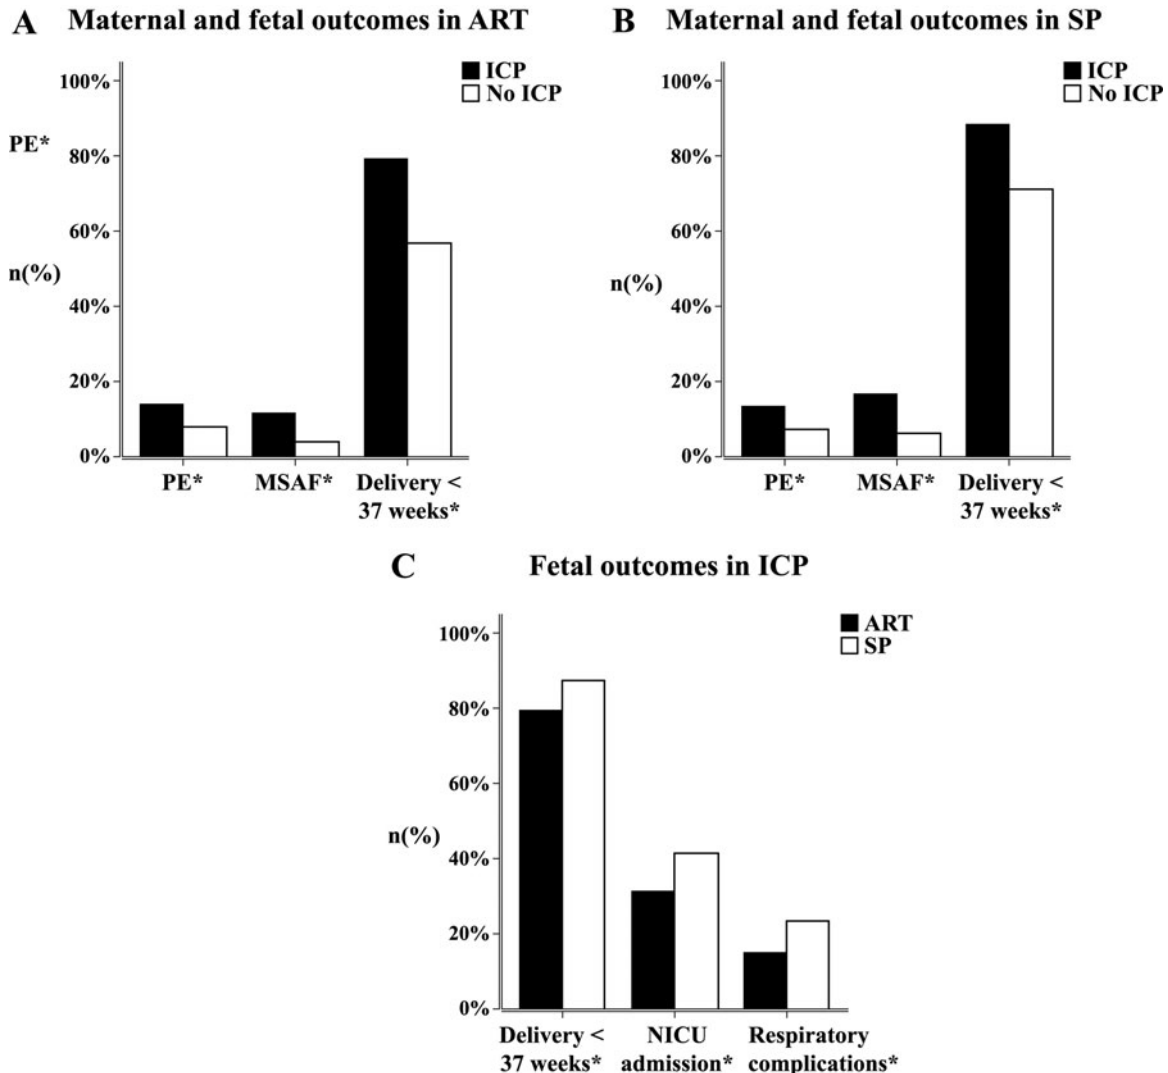 A Maternal and fetal outcomes in ART
ICP
No ICP
100%
PE*
80%
60%
n(%)
40%
20%
0%
PE* MSAF* Delivery <
37 weeks*
B Maternal and fetal outcomes in SP
ICP
No ICP
100%
80%
60%
n(%)
40%
20%
0%
PE* MSAF* Delivery <
37 weeks*
C Fetal outcomes in ICP
ART
SP
100%
80%
60%
n(%)
40%
20%
0%
Delivery < NICU Respiratory
37 weeks* admission* complications*